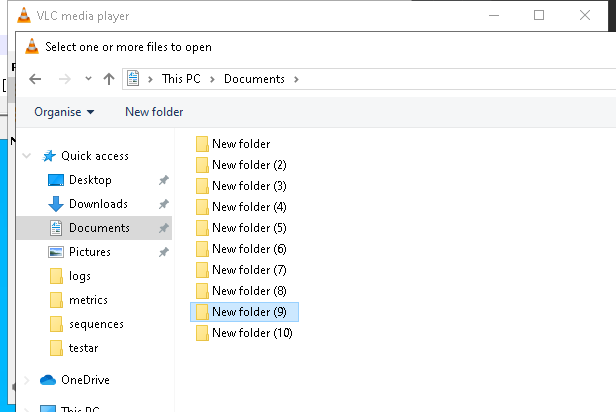 VLC media player
Select one or more files to open
This PC > Documents >
Organise New folder
Quick access
Desktop
Downloads
Documents
Pictures
logs
metrics
sequences
testar
OneDrive
This PC
New folder
New folder (2)
New folder (3)
New folder (4)
New folder (5)
New folder (6)
New folder (7)
New folder (8)
New folder (9)
New folder (10)